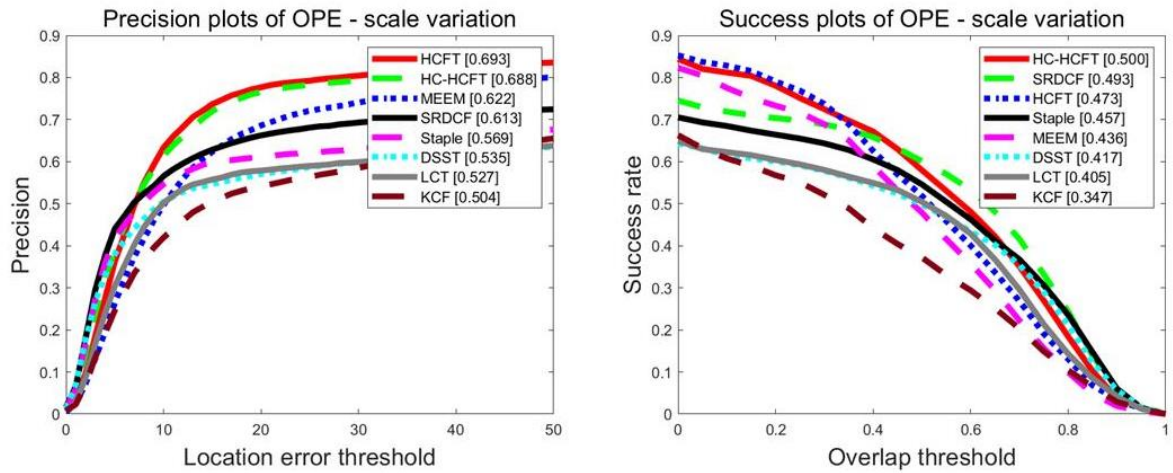 Precision plots of OPE - scale variation
0.9
0.8
0.7
0.6
0.5
0.4
0.3
0.2
0.1
0
Precision
HCFT [0.693]
HC-HCFT [0.688]
MEEM [0.622]
SRDCF [0.613]
Staple [0.569]
DSST [0.535]
LCT [0.527]
KCF [0.504]
0 10 20 30 40 50
Location error threshold
Success plots of OPE - scale variation
0.9
0.8
0.7
0.6
0.5
0.4
0.3
0.2
0.1
0
Success rate
HC-HCFT [0.500]
SRDCF [0.493]
HCFT [0.473]
Staple [0.457]
MEEM [0.436]
DSST [0.417]
LCT [0.405]
KCF [0.347]
0 0.2 0.4 0.6 0.8 1
Overlap threshold